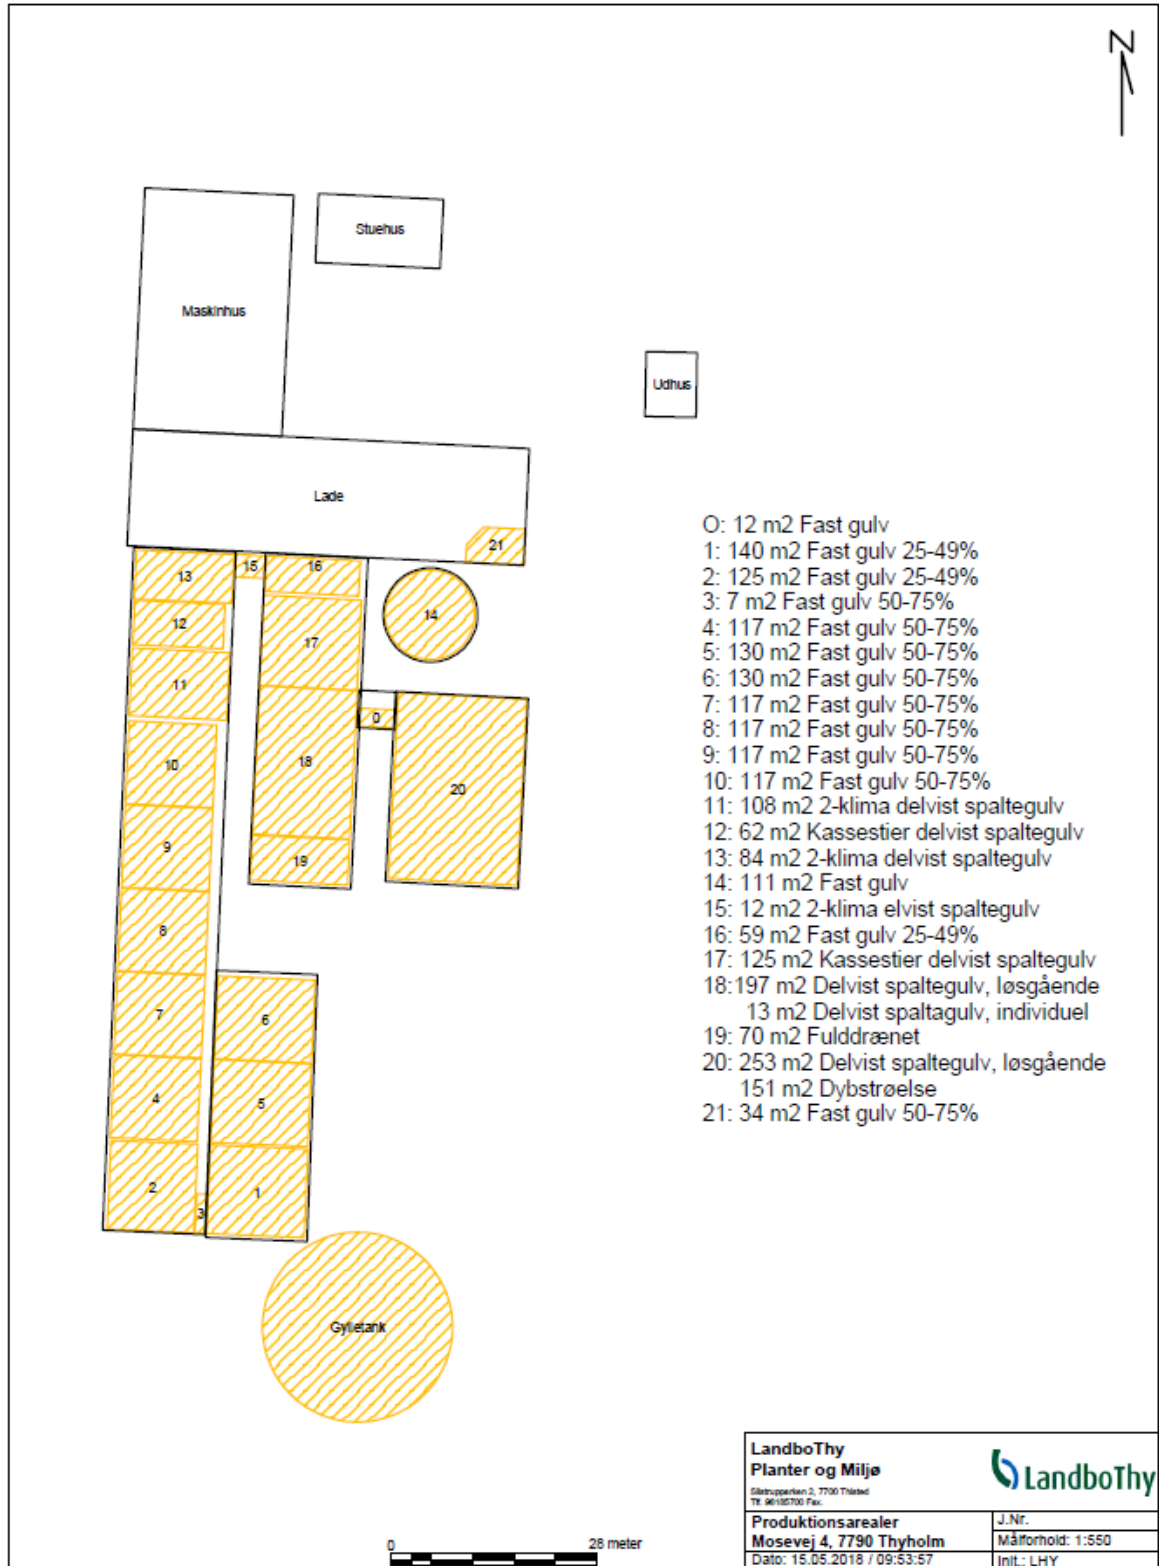 N
Stuehus
Maskinhus
Udhus
Lade
21
13
15
16
14
12
17
11
0
10
18
20
9
19
8
7
6
4
5
2
3
1
Gylletank
O: 12 m2 Fast gulv
1: 140 m2 Fast gulv 25-49%
2: 125 m2 Fast gulv 25-49%
3: 7 m2 Fast gulv 50-75%
4: 117 m2 Fast gulv 50-75%
5: 130 m2 Fast gulv 50-75%
6: 130 m2 Fast gulv 50-75%
7: 117 m2 Fast gulv 50-75%
8: 117 m2 Fast gulv 50-75%
9: 117 m2 Fast gulv 50-75%
10: 117 m2 Fast gulv 50-75%
11: 108 m2 2-klima delvist spaltegulv
12: 62 m2 Kassestier delvist spaltegulv
13: 84 m2 2-klima delvist spaltegulv
14: 111 m2 Fast gulv
15: 12 m2 2-klima elvist spaltegulv
16: 59 m2 Fast gulv 25-49%
17: 125 m2 Kassestier delvist spaltegulv
18:197 m2 Delvist spaltegulv, løsgående
13 m2 Delvist spaltagulv, individuel
19: 70 m2 Fulddrænet
20: 253 m2 Delvist spaltegulv, løsgående
151 m2 Dybstrøelse
21: 34 m2 Fast gulv 50-75%
0 28 meter
LandboThy
Planter og Miljø
Silstrupparken 2, 7700 Thisted
Tlf. 96185700 Fax.
LandboThy
Produktionsarealer
Mosevej 4, 7790 Thyholm
Dato: 15.05.2018 / 09:53:57
J.Nr.
Målforhold: 1:550
Init.: LHY